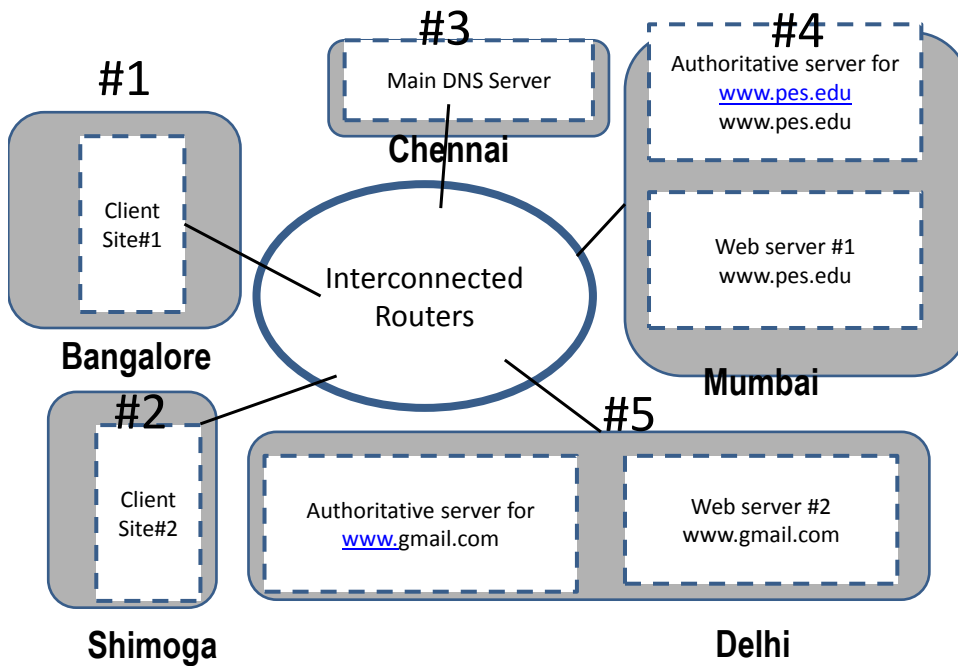 #1
Client
Site#1
Bangalore
#3
Main DNS Server
Chennai
#4
Authoritative server for
www.pes.edu
www.pes.edu
Web server #1
www.pes.edu
Mumbai
Interconnected
Routers
#2
Client
Site#2
Shimoga
#5
Authoritative server for
www.gmail.com
Web server #2
www.gmail.com
Delhi